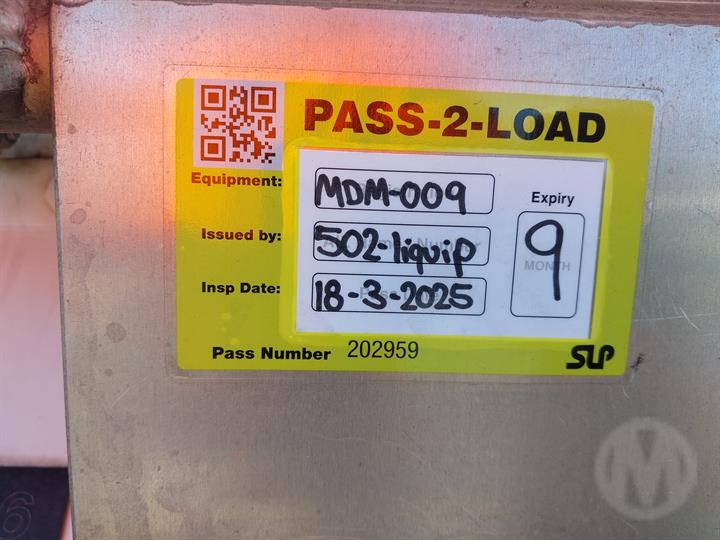 PASS-2-LOAD
Equipment: MDM-009
Issued by: 502-liquip
Insp Date: 18-3-2025
Expiry
9
MONTH
Pass Number 202959
SLP
M
6